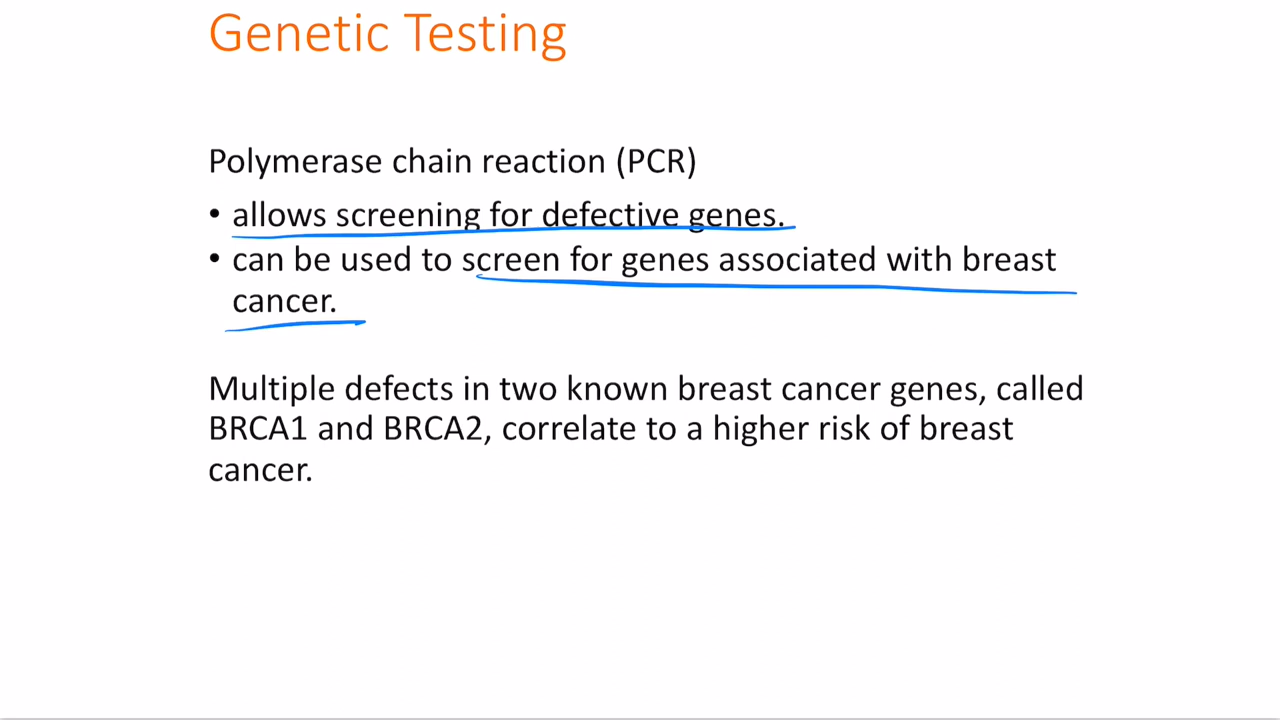 Genetic Testing
Polymerase chain reaction (PCR)
• allows screening for defective genes.
• can be used to screen for genes associated with breast
cancer.
Multiple defects in two known breast cancer genes, called
BRCA1 and BRCA2, correlate to a higher risk of breast
cancer.